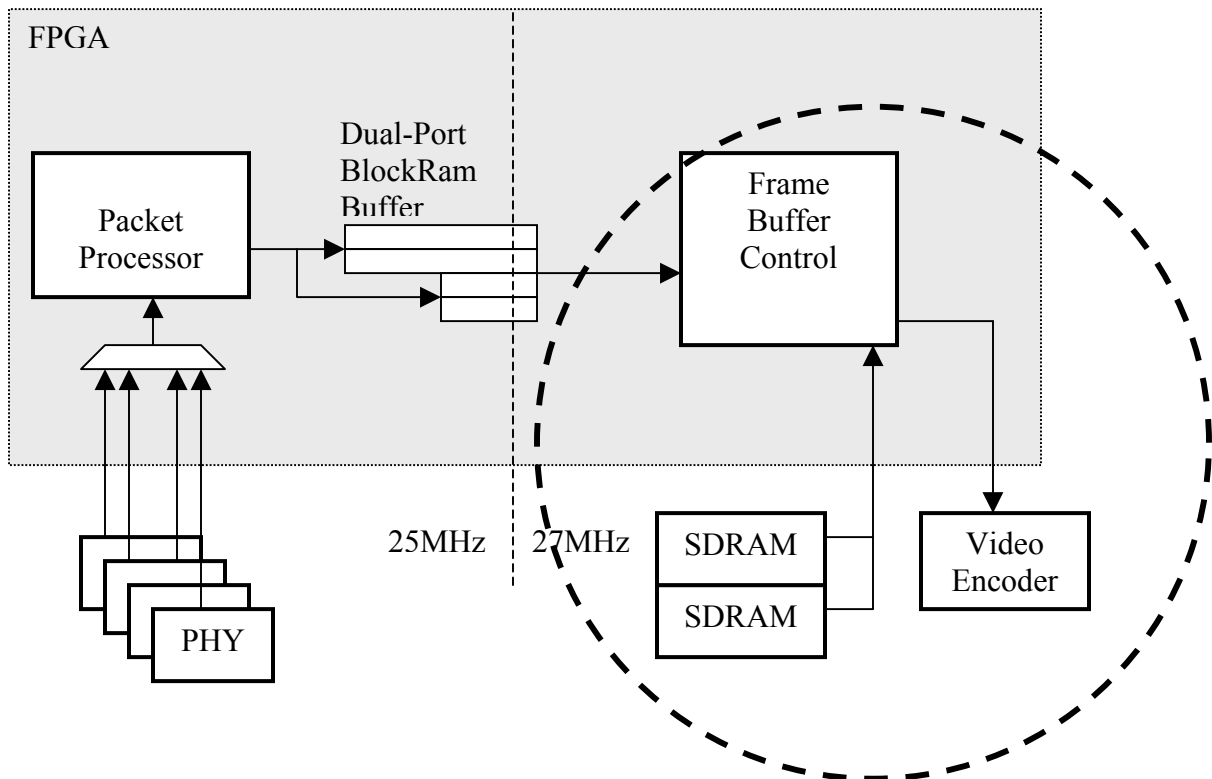 FPGA
Dual-Port
BlockRam
Buffer
Packet
Processor
Frame
Buffer
Control
25MHz
27MHz
SDRAM
SDRAM
Video
Encoder
PHY